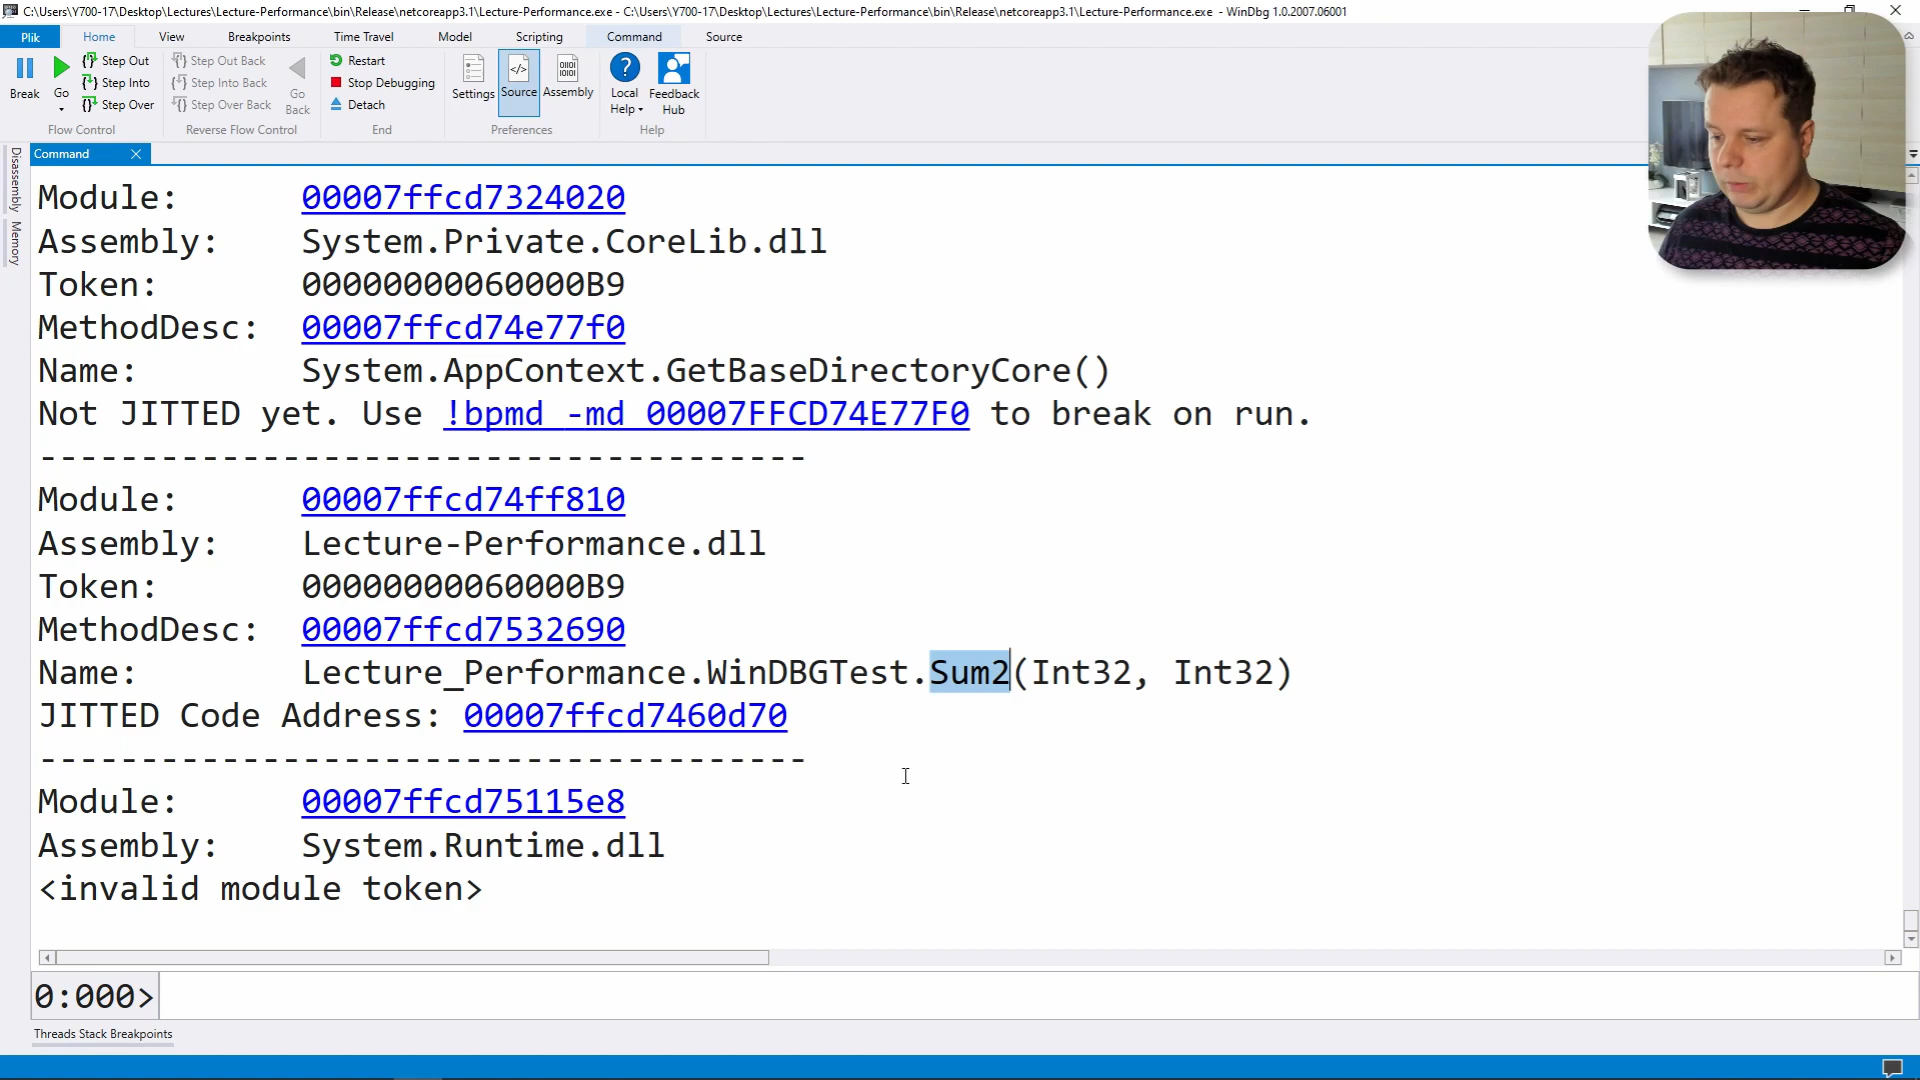 C:\Users\Y700-17\Desktop\Lectures\Lecture-Performance\bin\Release\netcoreapp3.1\Lecture-Performance.exe - C:\Users\Y700-17\Desktop\Lectures\Lecture-Performance\bin\Release\netcoreapp3.1\Lecture-Performance.exe - WinDbg 1.0.2007.06001
Plik Home View Breakpoints Time Travel Model Scripting Command Source
Break
Go
Step Out
Step Into
Step Over
Flow Control
Step Out Back
Step Into Back
Step Over Back
Go Back
Reverse Flow Control
Restart
Stop Debugging
Detach
End
Settings
Source
Assembly
Preferences
Local Help
Feedback Hub
Help
Disassembly
Memory
Command
Module: 00007ffcd7324020
Assembly: System.Private.CoreLib.dll
Token: 00000000060000B9
MethodDesc: 00007ffcd74e77f0
Name: System.AppContext.GetBaseDirectoryCore()
Not JITTED yet. Use !bpmd -md 00007FFCD74E77F0 to break on run.
--------------------------------------
Module: 00007ffcd74ff810
Assembly: Lecture-Performance.dll
Token: 00000000060000B9
MethodDesc: 00007ffcd7532690
Name: Lecture_Performance.WinDBGTest.Sum2(Int32, Int32)
JITTED Code Address: 00007ffcd7460d70
--------------------------------------
Module: 00007ffcd75115e8
Assembly: System.Runtime.dll
<invalid module token>
0:000>
Threads Stack Breakpoints